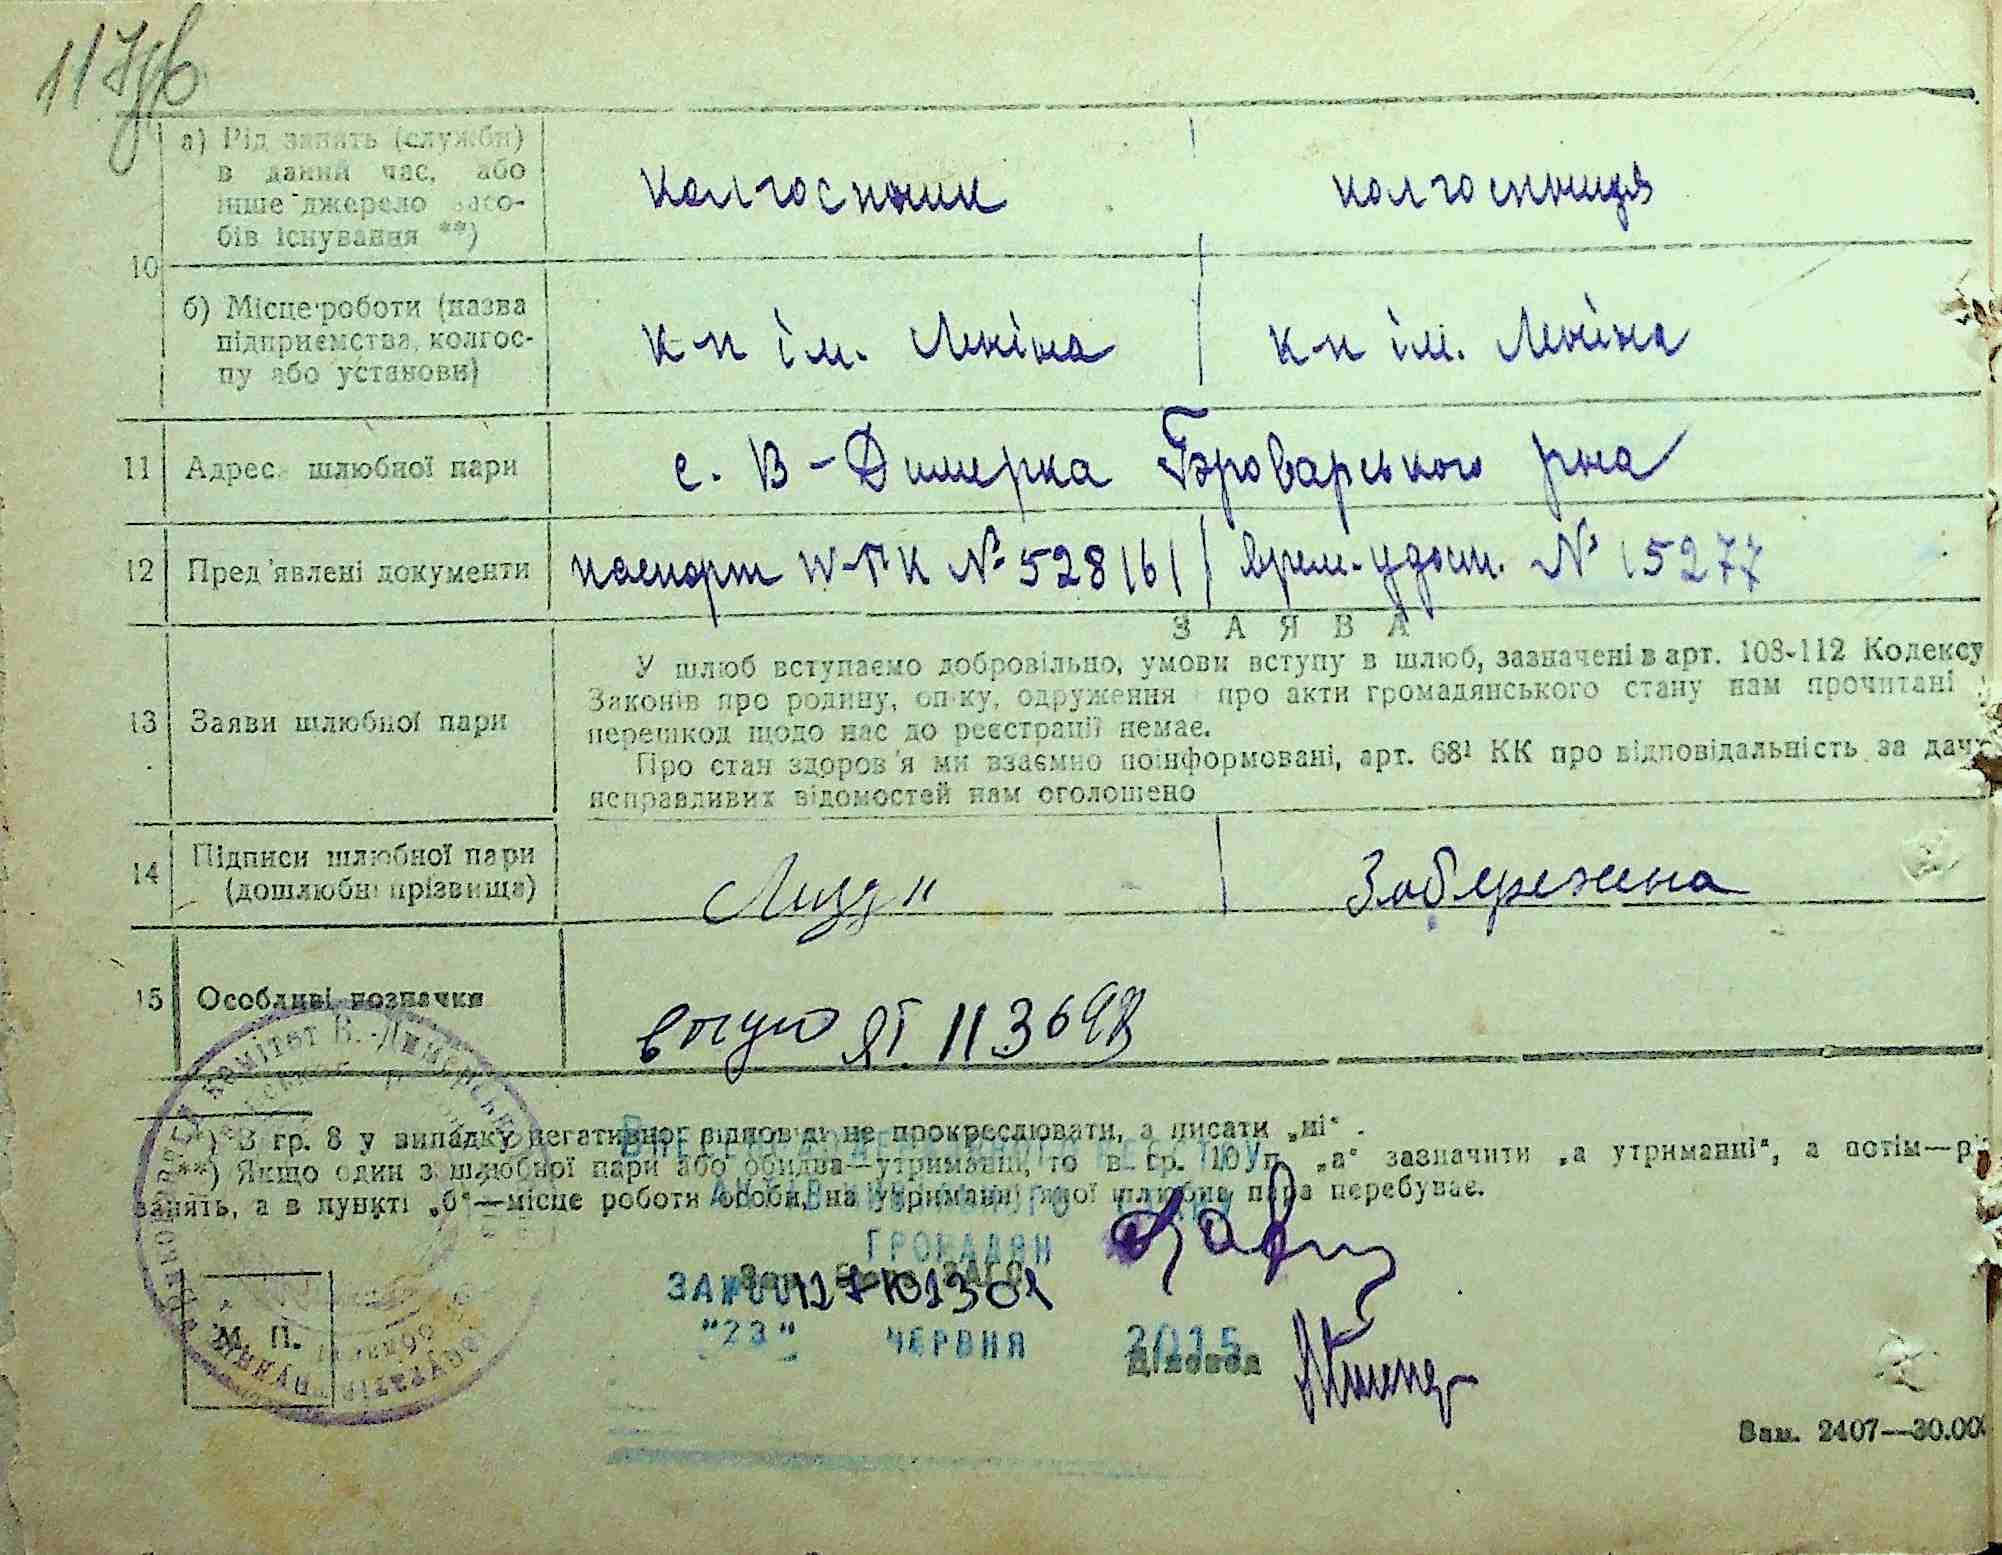 117
а) Рід занять (служби) в даний час, або інше джерело засобів існування **)
колгоспник колгоспниця
10
б) Місце роботи (назва підприємства, колгоспу або установи)
к-п ім. Леніна к-п ім. Леніна
11 Адреса шлюбної пари с. В-Димерка Броварського р-на
12 Пред'явлені документи паспорт № 528161 врем. удост. № 15277
ЗАЯВА
У шлюб вступаємо добровільно, умови вступу в шлюб, зазначені в арт. 108-112 Кодексу
Законів про родину, опіку, одруження про акти громадянського стану нам прочитані
13 Заяви шлюбної пари перешкод щодо нас до реєстрації немає.
Про стан здоров'я ми взаємно поінформовані, арт. 68¹ КК про відповідальність за дачу
неправливих відомостей нам оголошено
14 Підписи шлюбної пари
(дошлюбні прізвища) Забережена
15 Особливі позначки
*) В гр. 8 у випадку негативної відповіді не прокреслювати, а писати „ні“.
**) Якщо один з шлюбної пари або обидва—утриманці, то в гр. 10 у п. „а“ зазначити „а утриманні“, а потім—
занять, а в пункті „б“—місце роботи особи, на утриманні якої шлюбна пара перебуває.
ГРОМАДЯН
"23" ЧЕРВНЯ 2015
Діловод
М. П.
Зам. 2407—30.000